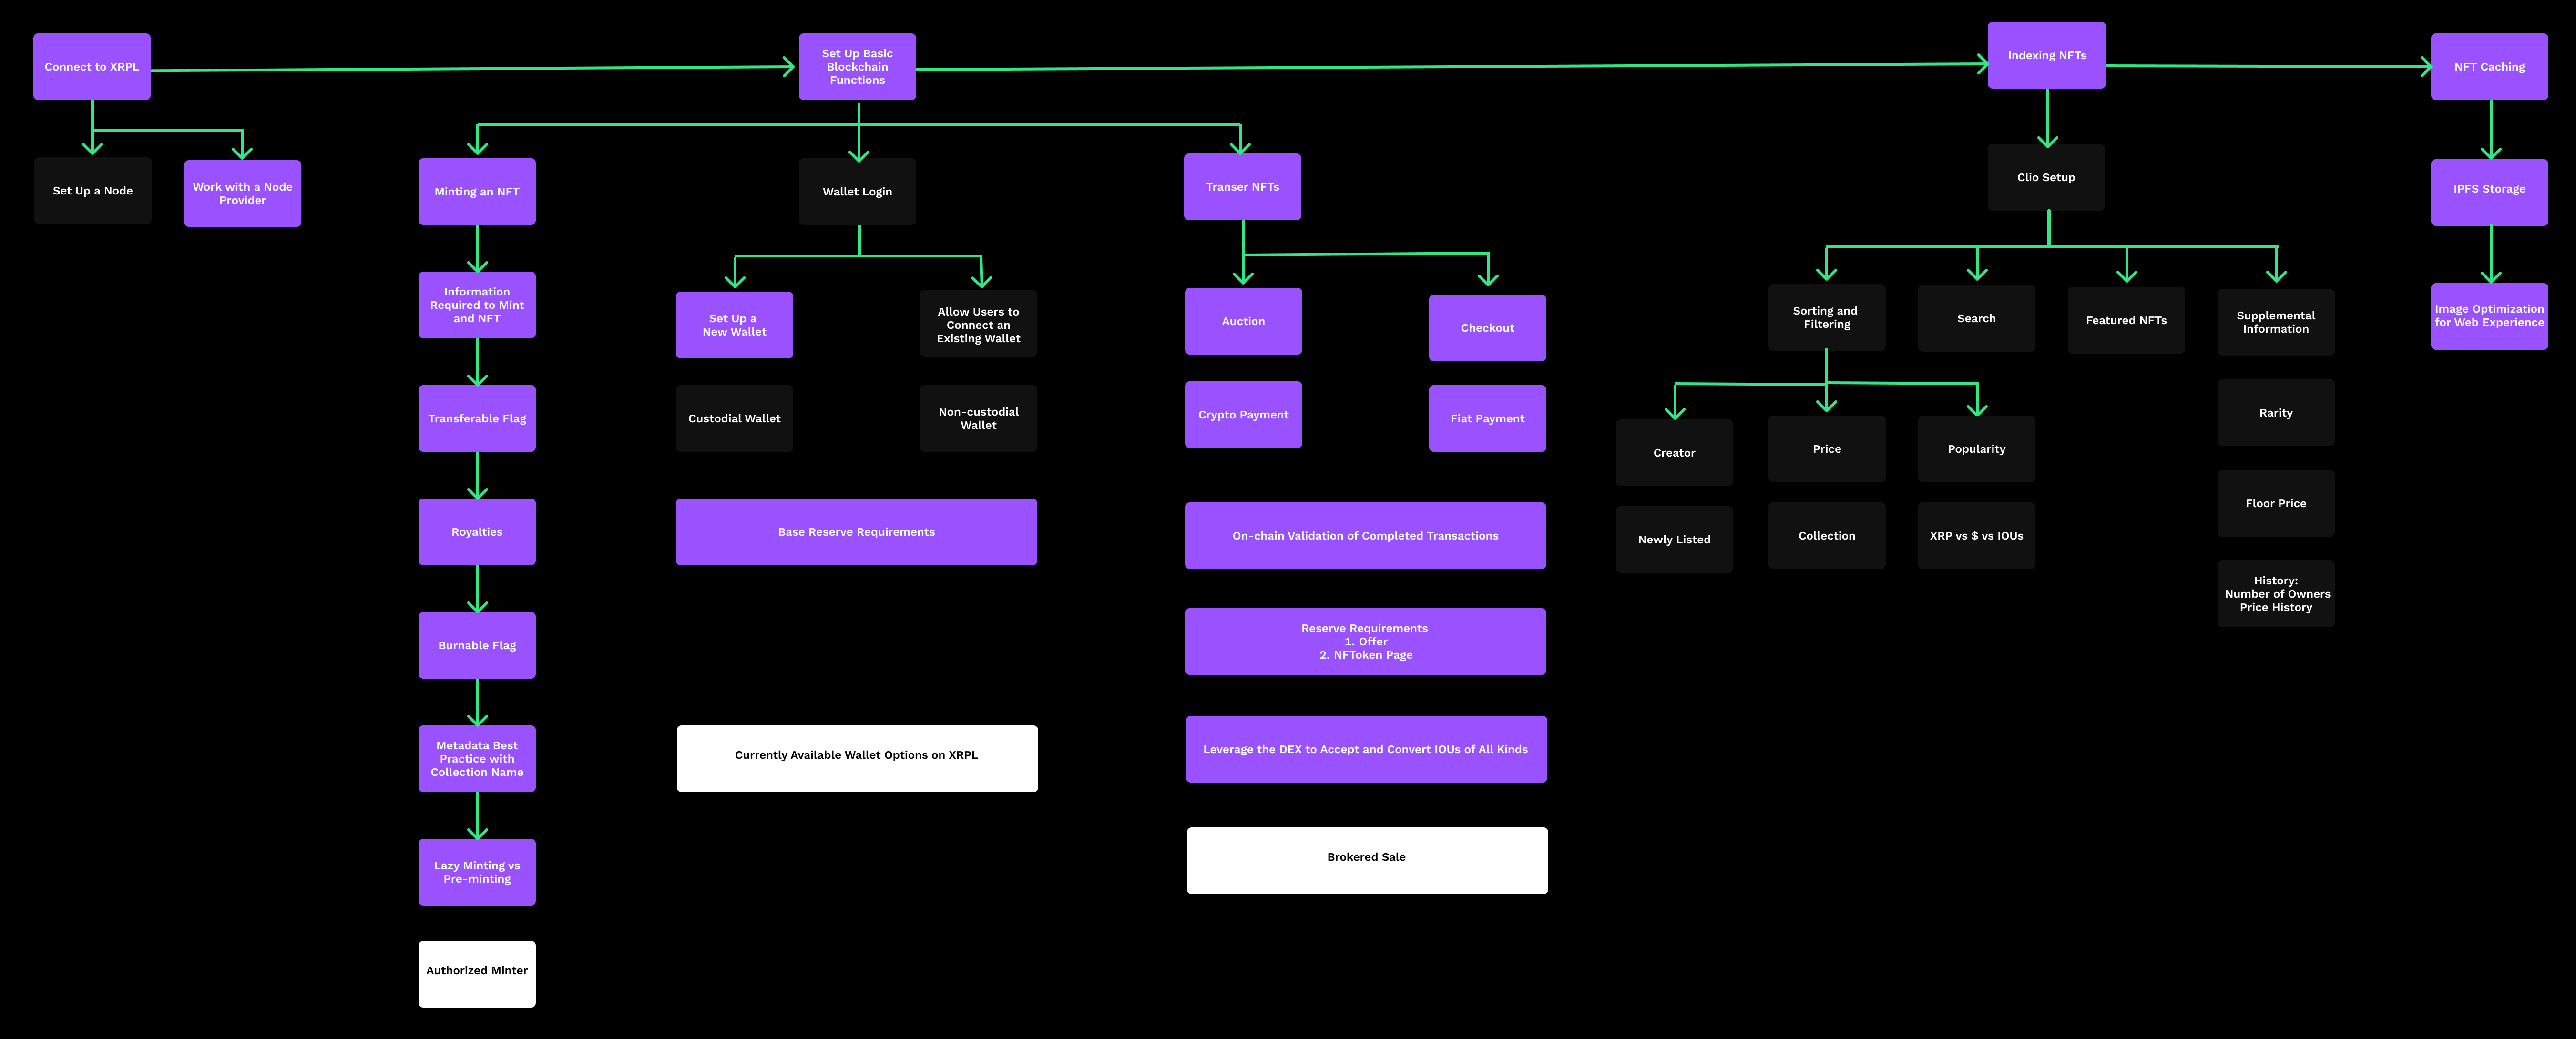 Connect to XRPL
Set Up Basic
Blockchain
Functions
Indexing NFTs
NFT Caching
Set Up a Node
Work with a Node
Provider
Minting an NFT
Information
Required to Mint
and NFT
Transferable Flag
Royalties
Burnable Flag
Metadata Best
Practice with
Collection Name
Lazy Minting vs
Pre-minting
Authorized Minter
Wallet Login
Set Up a
New Wallet
Allow Users to
Connect an
Existing Wallet
Custodial Wallet
Non-custodial
Wallet
Base Reserve Requirements
Currently Available Wallet Options on XRPL
Transer NFTs
Auction
Checkout
Crypto Payment
Fiat Payment
On-chain Validation of Completed Transactions
Reserve Requirements
1. Offer
2. NFToken Page
Leverage the DEX to Accept and Convert IOUs of All Kinds
Brokered Sale
Clio Setup
Sorting and
Filtering
Search
Featured NFTs
Supplemental
Information
Creator
Price
Popularity
Newly Listed
Collection
XRP vs $ vs IOUs
Rarity
Floor Price
History:
Number of Owners
Price History
IPFS Storage
Image Optimization
for Web Experience